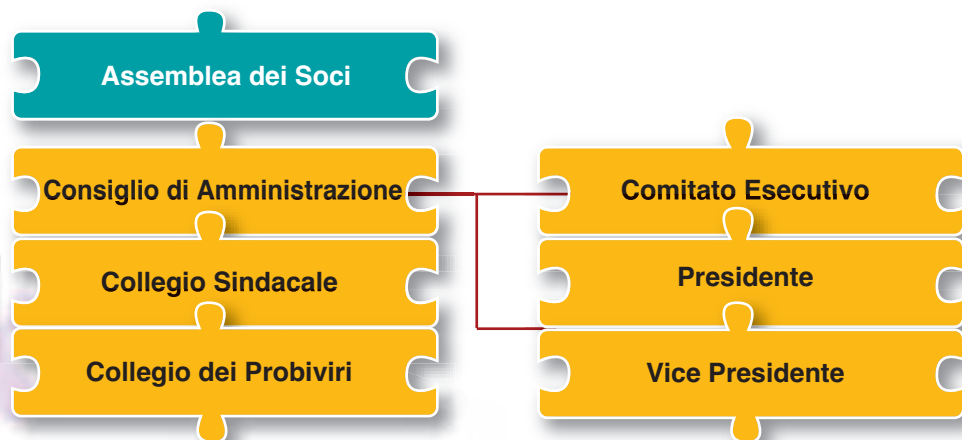 Assemblea dei Soci
Consiglio di Amministrazione
Collegio Sindacale
Collegio dei Probiviri
Comitato Esecutivo
Presidente
Vice Presidente